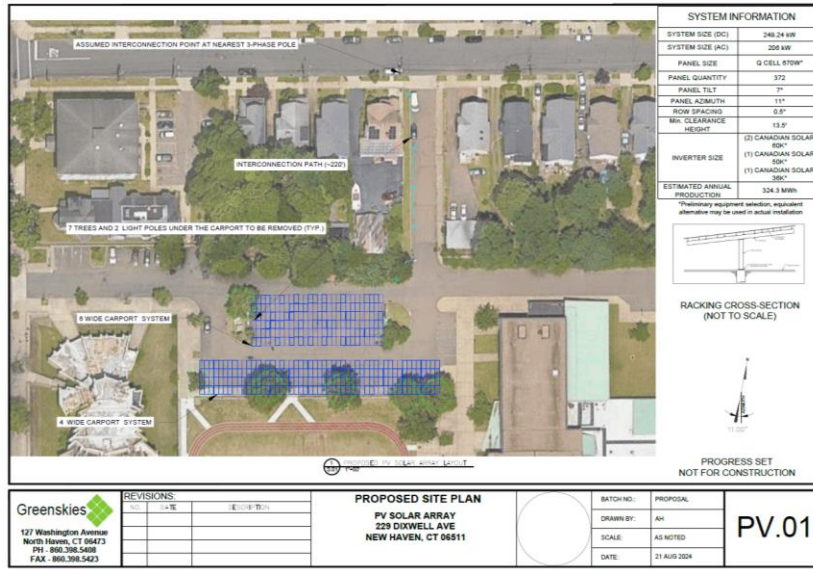 ASSUMED INTERCONNECTION POINT AT NEAREST 3-PHASE POLE
INTERCONNECTION PATH (~220')
7 TREES AND 2 LIGHT POLES UNDER THE CARPORT TO BE REMOVED (TYP.)
6 WIDE CARPORT SYSTEM
4 WIDE CARPORT SYSTEM
PROPOSED PV SOLAR ARRAY LAYOUT
SYSTEM INFORMATION
SYSTEM SIZE (DC) 249.24 kW
SYSTEM SIZE (AC) 206 kW
PANEL SIZE Q CELL 670W*
PANEL QUANTITY 372
PANEL TILT 7°
PANEL AZIMUTH 11°
ROW SPACING 0.5"
Min. CLEARANCE HEIGHT 13.5'
INVERTER SIZE
(2) CANADIAN SOLAR 60K*
(1) CANADIAN SOLAR 50K*
(1) CANADIAN SOLAR 36K*
ESTIMATED ANNUAL PRODUCTION 324.3 MWh
*Preliminary equipment selection, equivalent
alternative may be used in actual installation
RACKING CROSS-SECTION
(NOT TO SCALE)
11.00°
PROGRESS SET
NOT FOR CONSTRUCTION
Greenskies
127 Washington Avenue
North Haven, CT 06473
PH - 860.398.5408
FAX - 860.398.5423
REVISIONS:
NO. DATE DESCRIPTION
PROPOSED SITE PLAN
PV SOLAR ARRAY
229 DIXWELL AVE
NEW HAVEN, CT 06511
BATCH NO.: PROPOSAL
DRAWN BY: AH
SCALE: AS NOTED
DATE: 21 AUG 2024
PV.01